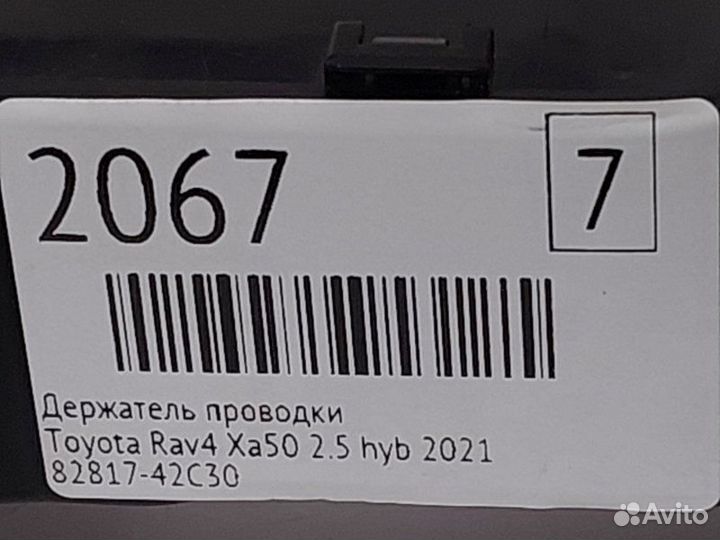 2067
7
Держатель проводки
Toyota Rav4 Xa50 2.5 hyb 2021
82817-42C30
Avito